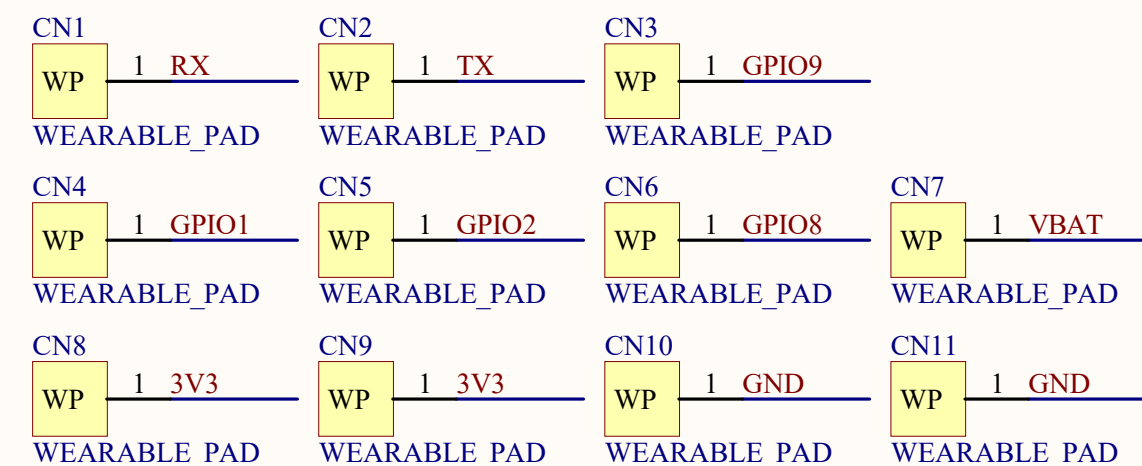 CN1 CN2 CN3
WP 1 RX WP 1 TX WP 1 GPIO9
WEARABLE_PAD WEARABLE_PAD WEARABLE_PAD
CN4 CN5 CN6 CN7
WP 1 GPIO1 WP 1 GPIO2 WP 1 GPIO8 WP 1 VBAT
WEARABLE_PAD WEARABLE_PAD WEARABLE_PAD WEARABLE_PAD
CN8 CN9 CN10 CN11
WP 1 3V3 WP 1 3V3 WP 1 GND WP 1 GND
WEARABLE_PAD WEARABLE_PAD WEARABLE_PAD WEARABLE_PAD